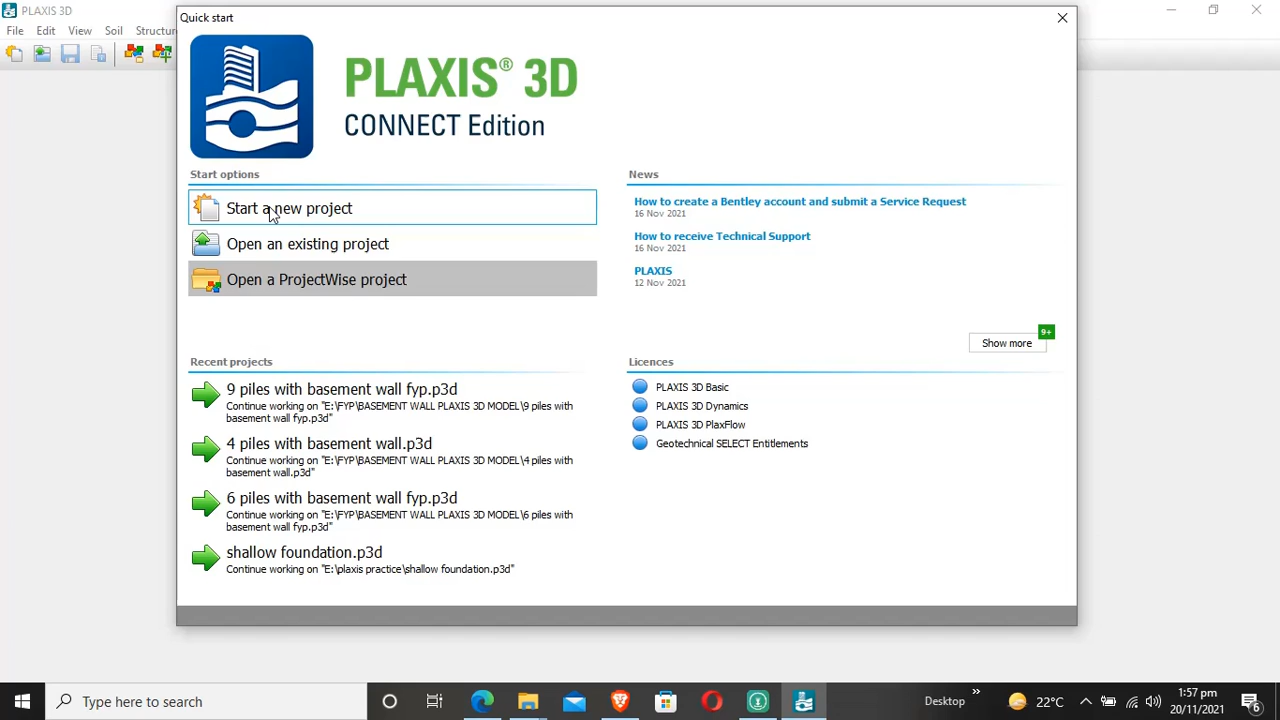 PLAXIS 3D
Quick start
File Edit View Soil Structure
PLAXIS® 3D
CONNECT Edition
Start options
Start a new project
Open an existing project
Open a ProjectWise project
News
How to create a Bentley account and submit a Service Request
16 Nov 2021
How to receive Technical Support
16 Nov 2021
PLAXIS
12 Nov 2021
9+
Show more
Recent projects
9 piles with basement wall fyp.p3d
Continue working on "E:\FYP\BASEMENT WALL PLAXIS 3D MODEL\9 piles with
basement wall fyp.p3d"
4 piles with basement wall.p3d
Continue working on "E:\FYP\BASEMENT WALL PLAXIS 3D MODEL\4 piles with
basement wall.p3d"
6 piles with basement wall fyp.p3d
Continue working on "E:\FYP\BASEMENT WALL PLAXIS 3D MODEL\6 piles with
basement wall fyp.p3d"
shallow foundation.p3d
Continue working on "E:\plaxis practice\shallow foundation.p3d"
Licences
PLAXIS 3D Basic
PLAXIS 3D Dynamics
PLAXIS 3D PlaxFlow
Geotechnical SELECT Entitlements
Type here to search
Desktop
22°C
1:57 pm
20/11/2021
6